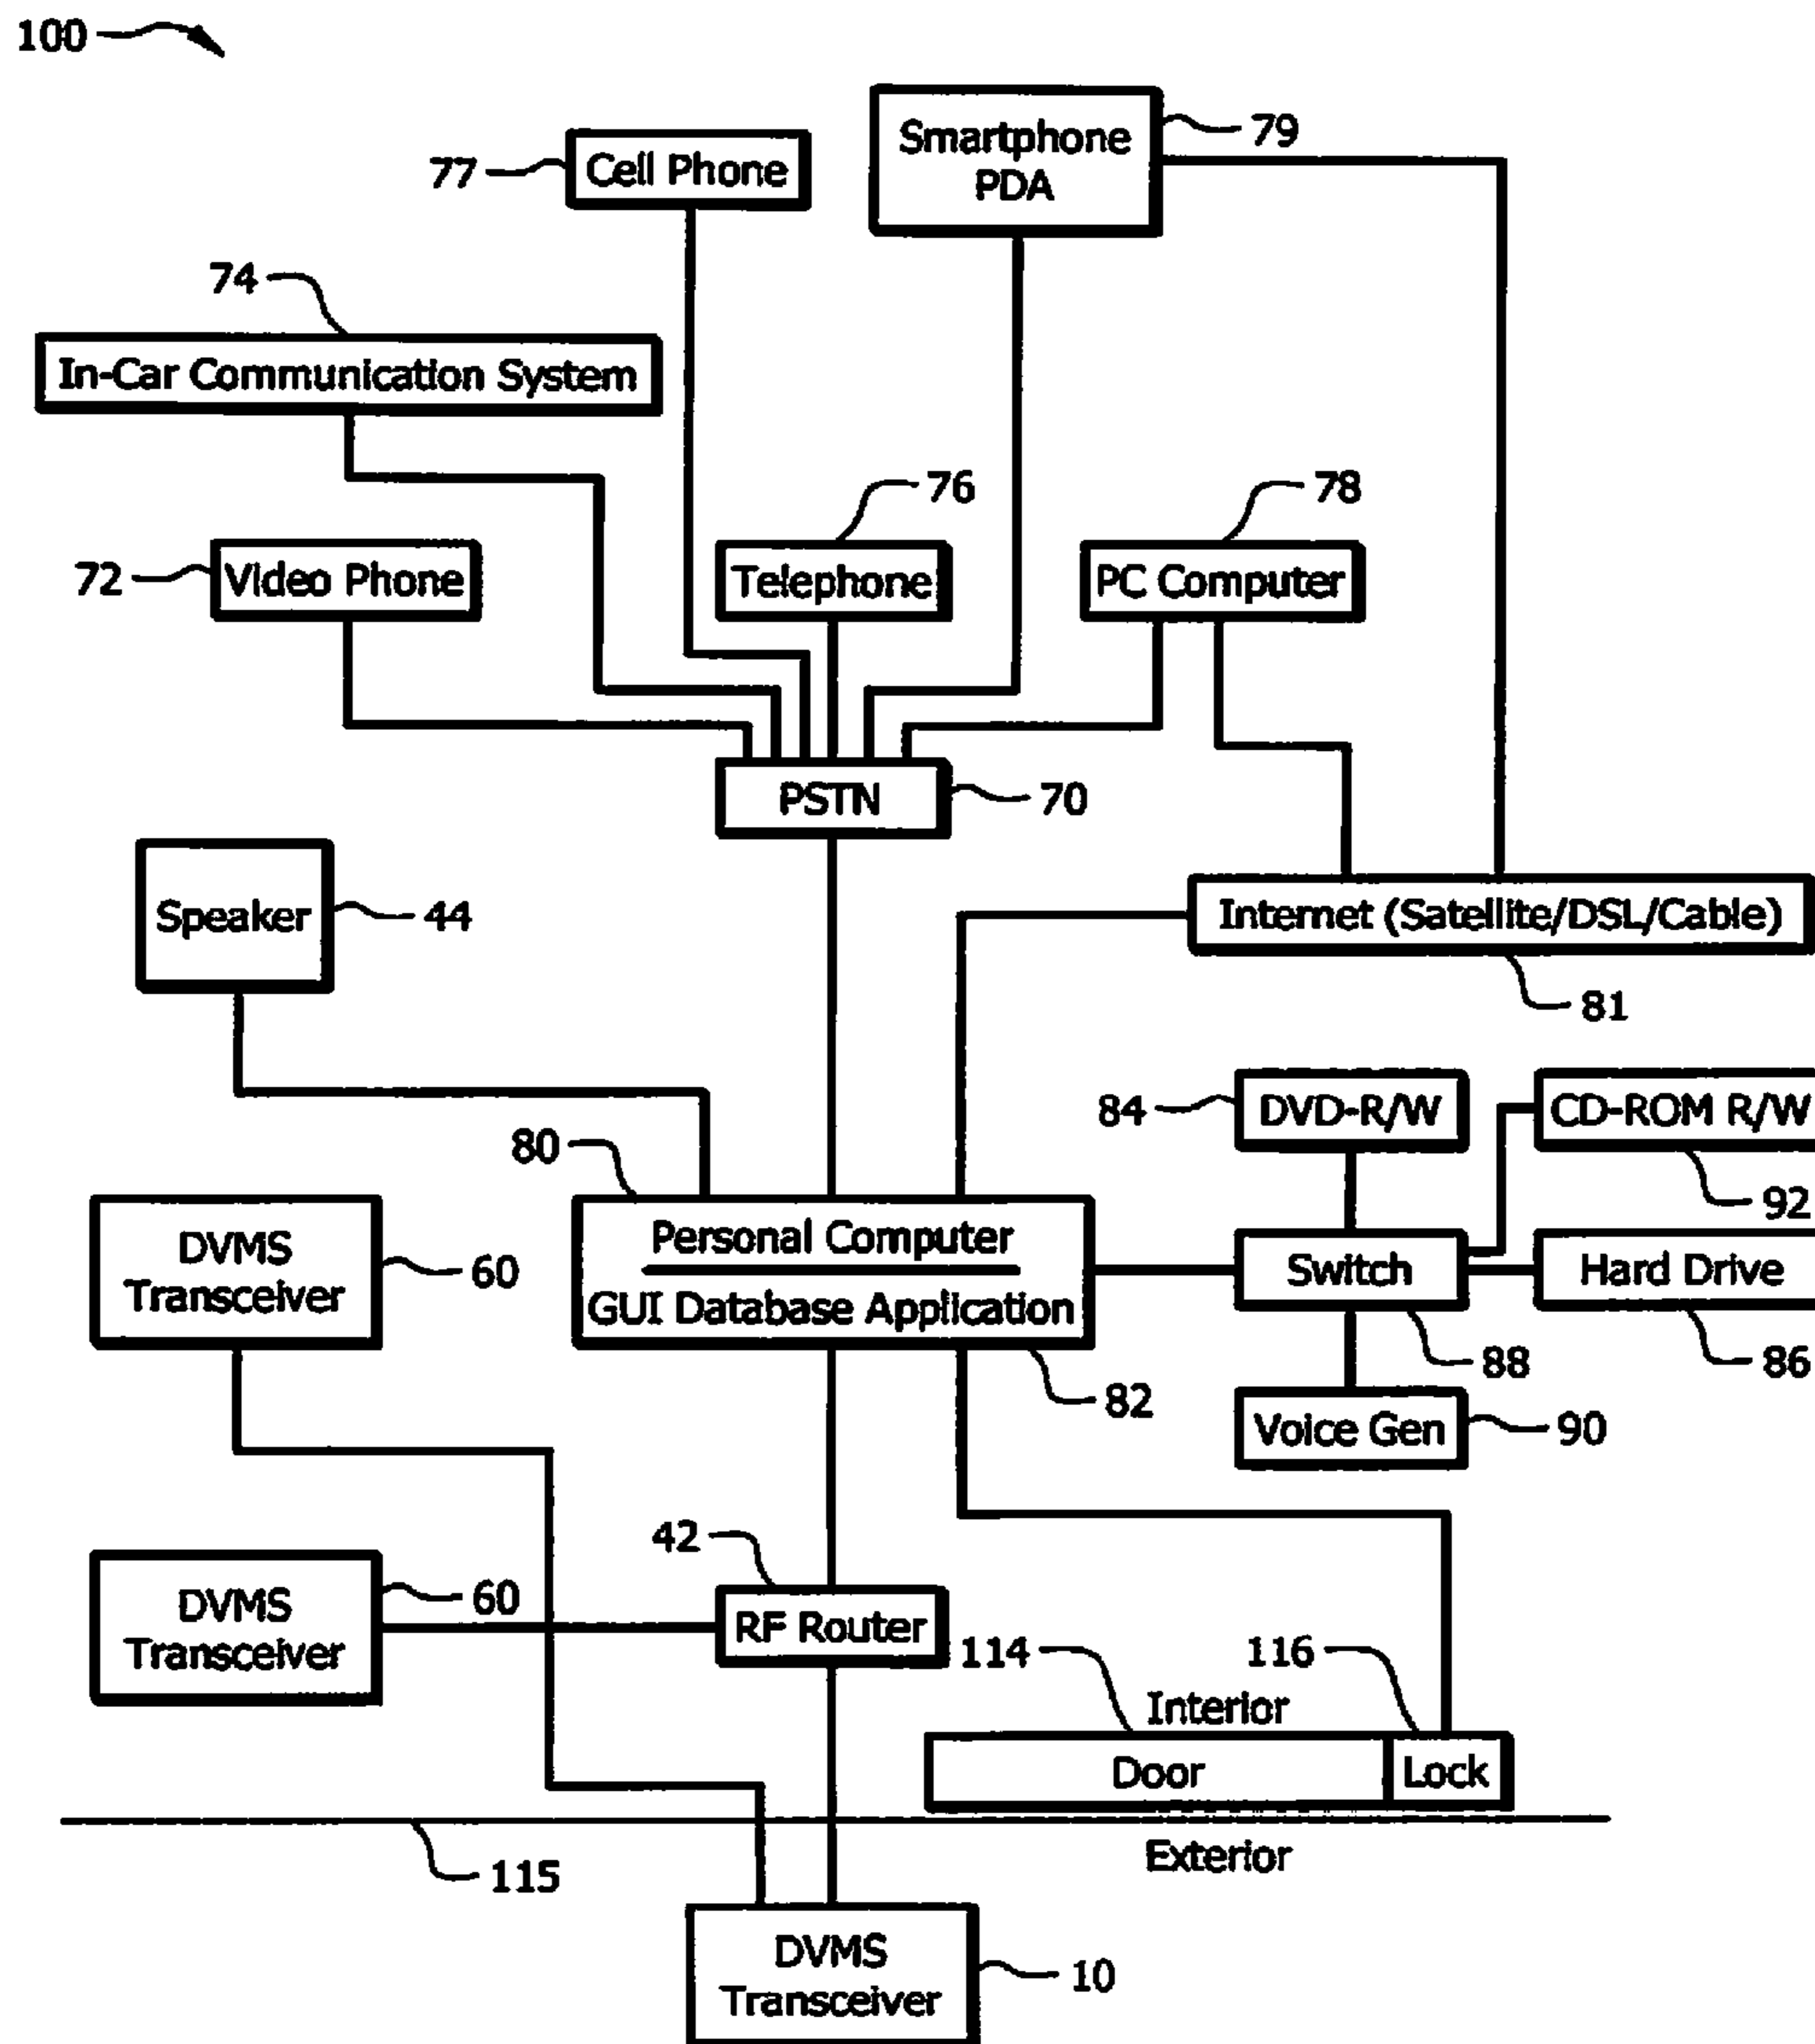 100
79
Smartphone
PDA
77
Cell Phone
74
In-Car Communication System
76
78
72
Video Phone
Telephone
PC Computer
PSTN
70
Speaker
44
Internet (Satellite/DSL/Cable)
81
84
DVD-R/W
CD-ROM R/W
80
92
DVMS
Transceiver
60
Personal Computer
GUI Database Application
Switch
Hard Drive
82
88
86
Voice Gen
90
42
DVMS
Transceiver
60
RF Router
114
116
Interior
Door
Lock
115
Exterior
DVMS
Transceiver
10